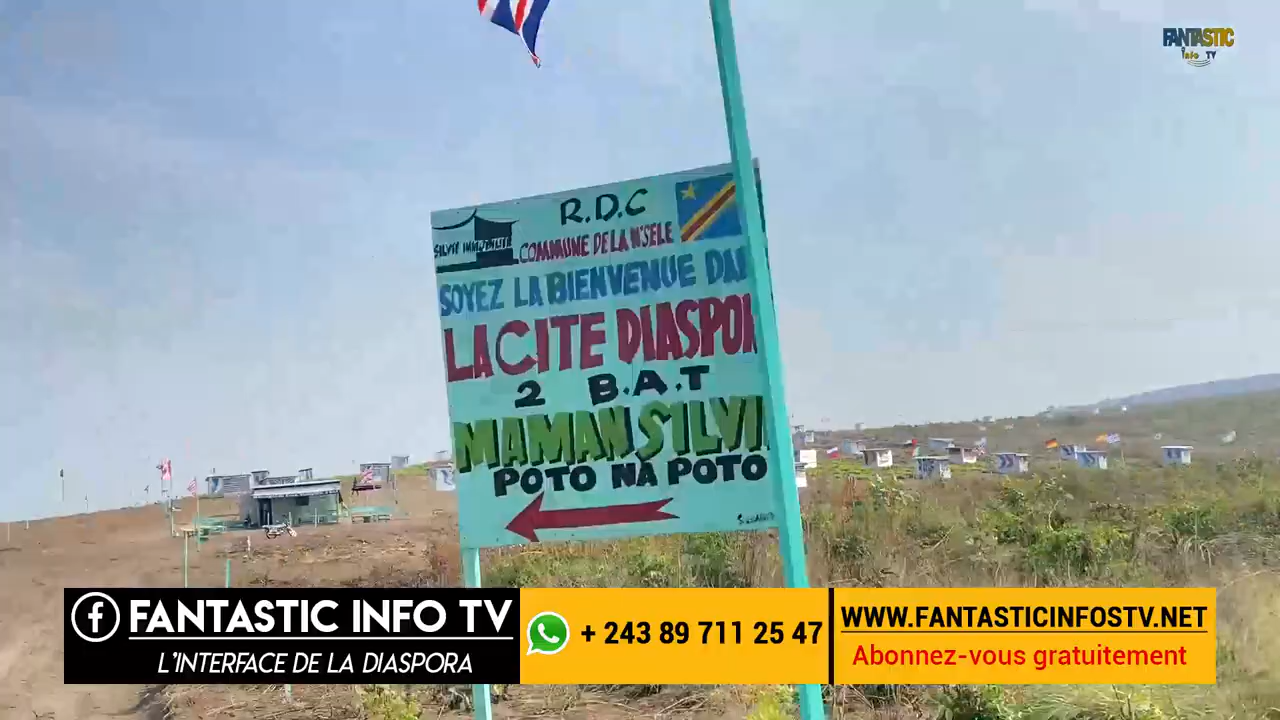 FANTASTIC
Info TV
R.D.C
SILVIE IMMOBILIER
COMMUNE DE LA N'SELE
SOYEZ LA BIENVENUE DA
LA CITE DIASPO
2 B.A.T
MAMAN SILVI
POTO NA POTO
FANTASTIC INFO TV
L'INTERFACE DE LA DIASPORA
+ 243 89 711 25 47
WWW.FANTASTICINFOSTV.NET
Abonnez-vous gratuitement